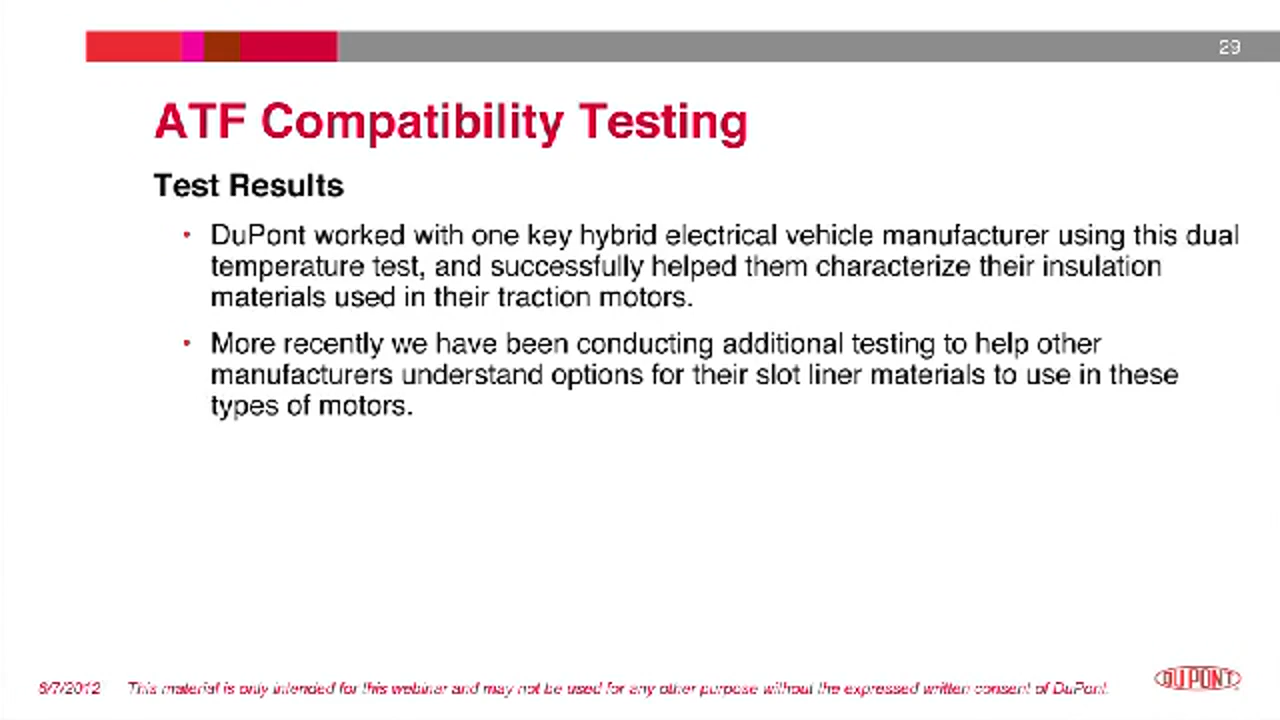 29
ATF Compatibility Testing
Test Results
• DuPont worked with one key hybrid electrical vehicle manufacturer using this dual
temperature test, and successfully helped them characterize their insulation
materials used in their traction motors.
• More recently we have been conducting additional testing to help other
manufacturers understand options for their slot liner materials to use in these
types of motors.
This material is only intended for this webinar and may not be used for any other purpose without the expressed written consent of DuPont.
DUPONT